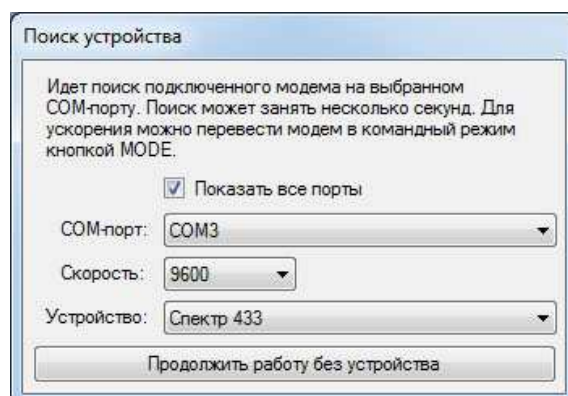 Поиск устройства
Идет поиск подключенного модема на выбранном
COM-порту. Поиск может занять несколько секунд. Для
ускорения можно перевести модем в командный режим
кнопкой MODE.
Показать все порты
COM-порт: COM3
Скорость: 9600
Устройство: Спектр 433
Продолжить работу без устройства